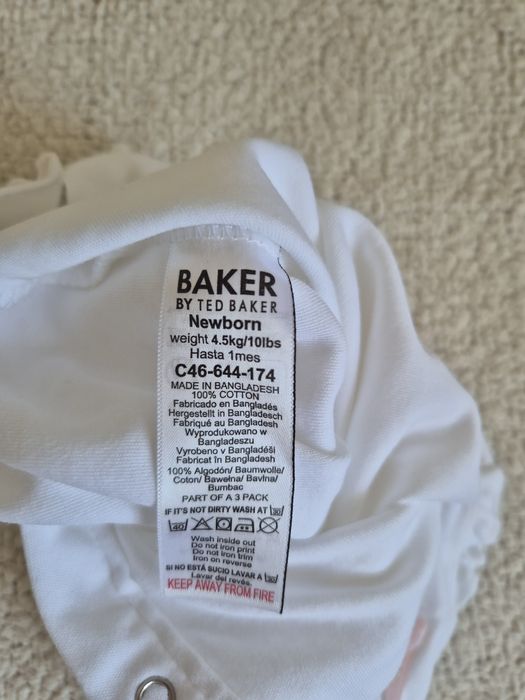 BAKER
BY TED BAKER
Newborn
weight 4.5kg/10lbs
Hasta 1mes
C46-644-174
MADE IN BANGLADESH
100% COTTON
Fabricado en Bangladés
Hergestellt in Bangladesch
Fabriqué au Bangladesh
Wyprodukowano w
Bangladeszu
Vyrobeno v Bangladéši
Fabricat în Bangladesh
100% Algodón/ Baumwolle/
Coton/ Bawełna/ Bavlna/
Bumbac
PART OF A 3 PACK
IF IT'S NOT DIRTY WASH AT 30
40
Wash inside out
Do not iron print
Do not iron trim
Iron on reverse
SI NO ESTÁ SUCIO LAVAR A 30
Lavar del revés.
KEEP AWAY FROM FIRE